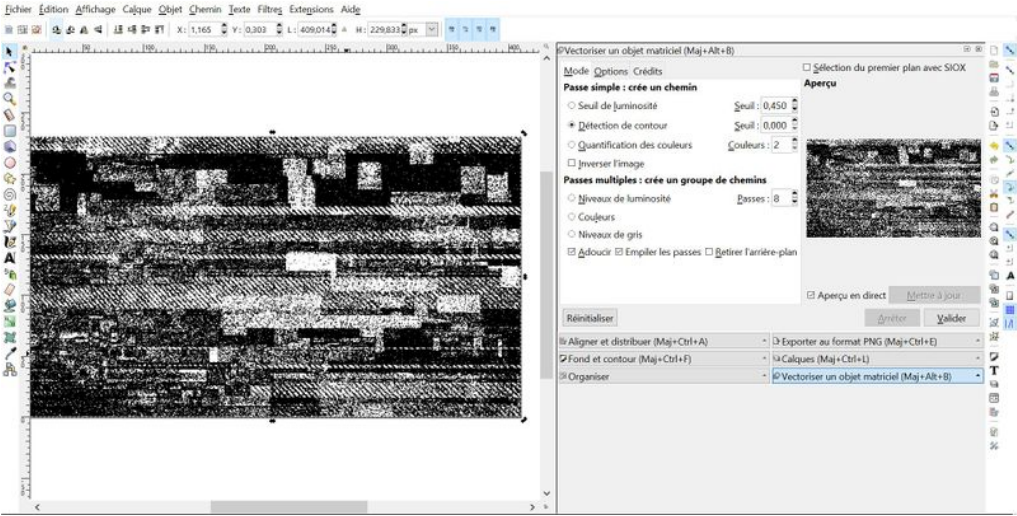 Fichier Édition Affichage Calque Objet Chemin Texte Filtres Extensions Aide
X: 1,165 Y: 0,303 L: 409,014 H: 229,833 px
Vectoriser un objet matriciel (Maj+Alt+B)
Mode Options Crédits
Sélection du premier plan avec SIOX
Passe simple : crée un chemin
Aperçu
Seuil de luminosité Seuil : 0,450
Détection de contour Seuil : 0,000
Quantification des couleurs Couleurs : 2
Inverser l'image
Passes multiples : crée un groupe de chemins
Niveaux de luminosité Passes : 8
Couleurs
Niveaux de gris
Adoucir Empiler les passes Retirer l'arrière-plan
Aperçu en direct Mettre à jour
Réinitialiser Arrêter Valider
Aligner et distribuer (Maj+Ctrl+A) Exporter au format PNG (Maj+Ctrl+E)
Fond et contour (Maj+Ctrl+F) Calques (Maj+Ctrl+L)
Organiser Vectoriser un objet matriciel (Maj+Alt+B)